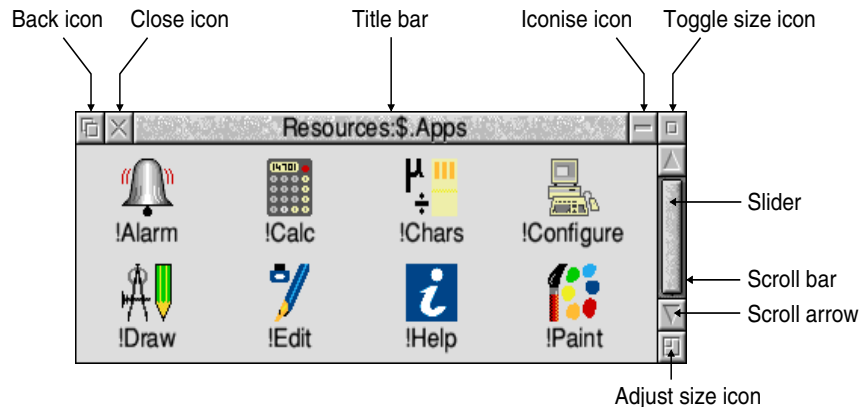 Back icon Close icon Title bar Iconise icon Toggle size icon
Resources:$.Apps
!Alarm !Calc !Chars !Configure
Slider
!Draw !Edit !Help !Paint
Scroll bar
Scroll arrow
Adjust size icon